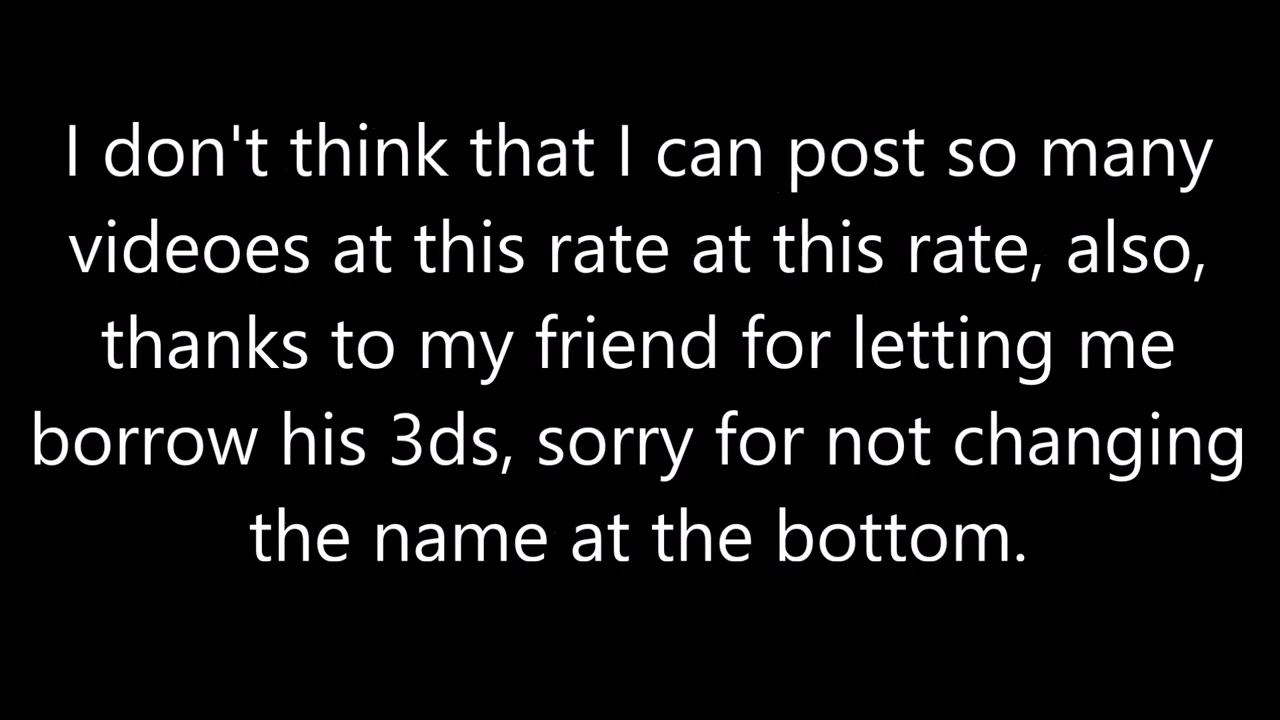 I don't think that I can post so many
videoes at this rate at this rate, also,
thanks to my friend for letting me
borrow his 3ds, sorry for not changing
the name at the bottom.